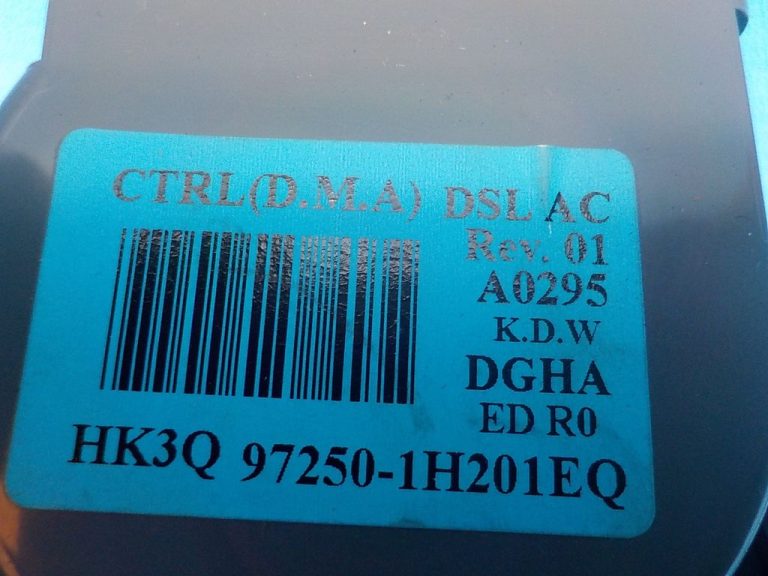 CTRL(D.M.A) DSL AC
Rev. 01
A0295
K.D.W
DGHA
ED R0
HK3Q 97250-1H201EQ